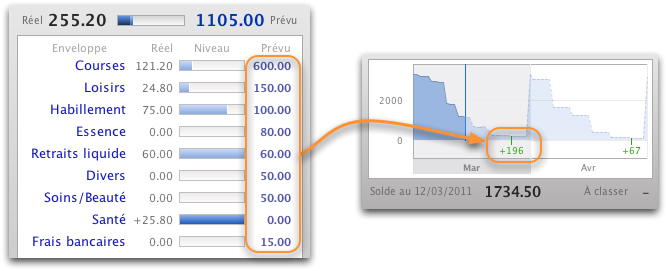 Réel 255.20 1105.00 Prévu
Enveloppe Réel Niveau Prévu
Courses 121.20 600.00
Loisirs 24.80 150.00
Habillement 75.00 100.00
Essence 0.00 80.00
Retraits liquide 60.00 60.00
Divers 0.00 50.00
Soins/Beauté 0.00 50.00
Santé +25.80 0.00
Frais bancaires 0.00 15.00
2000
0
+196 +67
Mar Avr
Solde au 12/03/2011 1734.50 À classer –